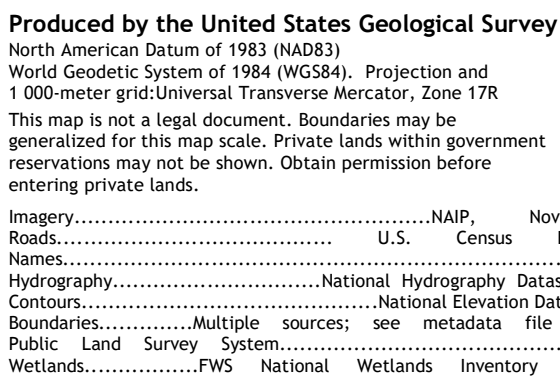 Produced by the United States Geological Survey
North American Datum of 1983 (NAD83)
World Geodetic System of 1984 (WGS84). Projection and
1 000-meter grid:Universal Transverse Mercator, Zone 17R
This map is not a legal document. Boundaries may be
generalized for this map scale. Private lands within government
reservations may not be shown. Obtain permission before
entering private lands.
Imagery..................................................NAIP, Nov
Roads....................................... U.S. Census
Names......................................................................
Hydrography.............................National Hydrography Datas
Contours..........................................National Elevation Dat
Boundaries..............Multiple sources; see metadata file
Public Land Survey System........................................
Wetlands................FWS National Wetlands Inventory